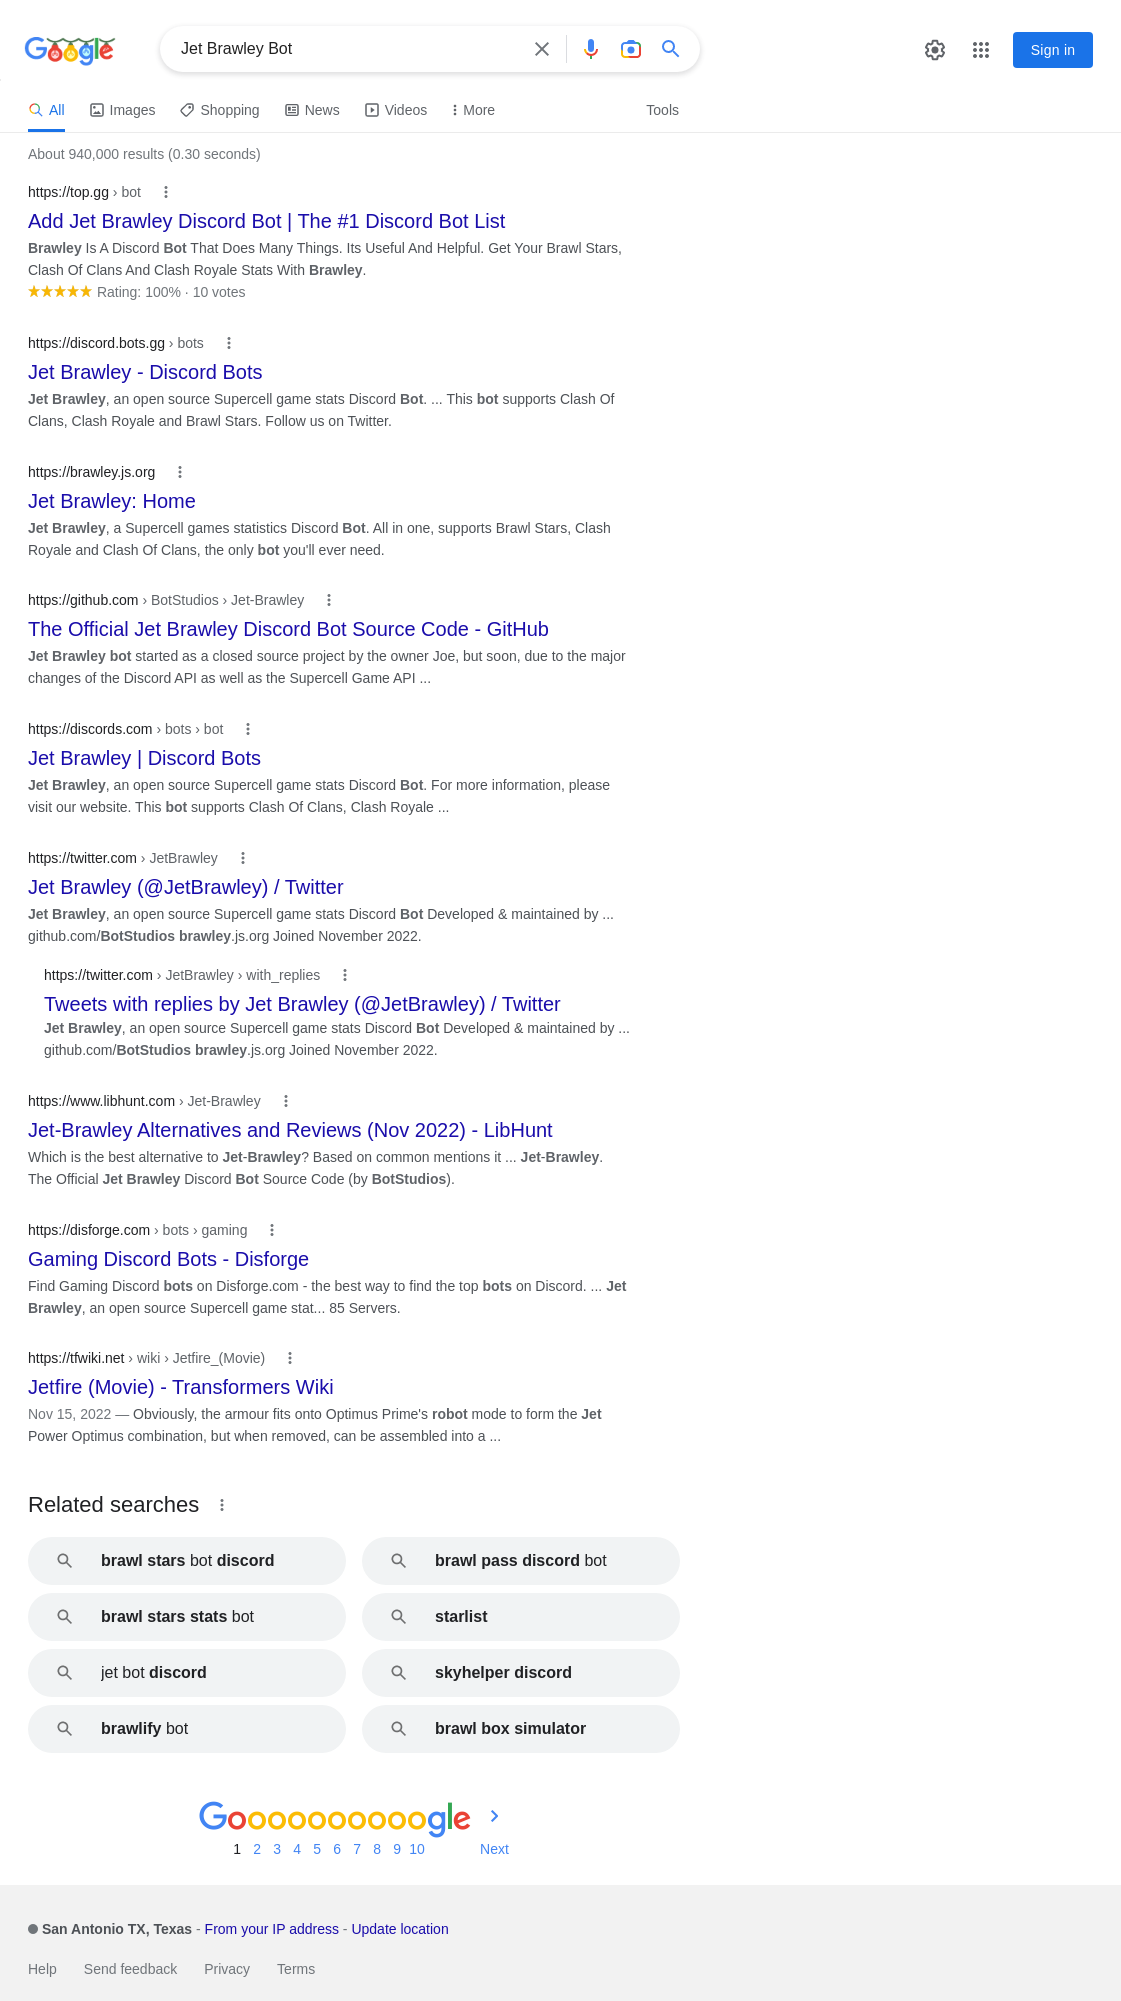 Google
Jet Brawley Bot
Sign in
All Images Shopping News Videos More Tools
About 940,000 results (0.30 seconds)
https://top.gg › bot
Add Jet Brawley Discord Bot | The #1 Discord Bot List
Brawley Is A Discord Bot That Does Many Things. Its Useful And Helpful. Get Your Brawl Stars,
Clash Of Clans And Clash Royale Stats With Brawley.
Rating: 100% · 10 votes
https://discord.bots.gg › bots
Jet Brawley - Discord Bots
Jet Brawley, an open source Supercell game stats Discord Bot. ... This bot supports Clash Of
Clans, Clash Royale and Brawl Stars. Follow us on Twitter.
https://brawley.js.org
Jet Brawley: Home
Jet Brawley, a Supercell games statistics Discord Bot. All in one, supports Brawl Stars, Clash
Royale and Clash Of Clans, the only bot you'll ever need.
https://github.com › BotStudios › Jet-Brawley
The Official Jet Brawley Discord Bot Source Code - GitHub
Jet Brawley bot started as a closed source project by the owner Joe, but soon, due to the major
changes of the Discord API as well as the Supercell Game API ...
https://discords.com › bots › bot
Jet Brawley | Discord Bots
Jet Brawley, an open source Supercell game stats Discord Bot. For more information, please
visit our website. This bot supports Clash Of Clans, Clash Royale ...
https://twitter.com › JetBrawley
Jet Brawley (@JetBrawley) / Twitter
Jet Brawley, an open source Supercell game stats Discord Bot Developed & maintained by ...
github.com/BotStudios brawley.js.org Joined November 2022.
https://twitter.com › JetBrawley › with_replies
Tweets with replies by Jet Brawley (@JetBrawley) / Twitter
Jet Brawley, an open source Supercell game stats Discord Bot Developed & maintained by ...
github.com/BotStudios brawley.js.org Joined November 2022.
https://www.libhunt.com › Jet-Brawley
Jet-Brawley Alternatives and Reviews (Nov 2022) - LibHunt
Which is the best alternative to Jet-Brawley? Based on common mentions it ... Jet-Brawley.
The Official Jet Brawley Discord Bot Source Code (by BotStudios).
https://disforge.com › bots › gaming
Gaming Discord Bots - Disforge
Find Gaming Discord bots on Disforge.com - the best way to find the top bots on Discord. ... Jet
Brawley, an open source Supercell game stat... 85 Servers.
https://tfwiki.net › wiki › Jetfire_(Movie)
Jetfire (Movie) - Transformers Wiki
Nov 15, 2022 — Obviously, the armour fits onto Optimus Prime's robot mode to form the Jet
Power Optimus combination, but when removed, can be assembled into a ...
Related searches
brawl stars bot discord
brawl pass discord bot
brawl stars stats bot
starlist
jet bot discord
skyhelper discord
brawlify bot
brawl box simulator
Goooooooooogle
1 2 3 4 5 6 7 8 9 10 Next
San Antonio TX, Texas - From your IP address - Update location
Help Send feedback Privacy Terms